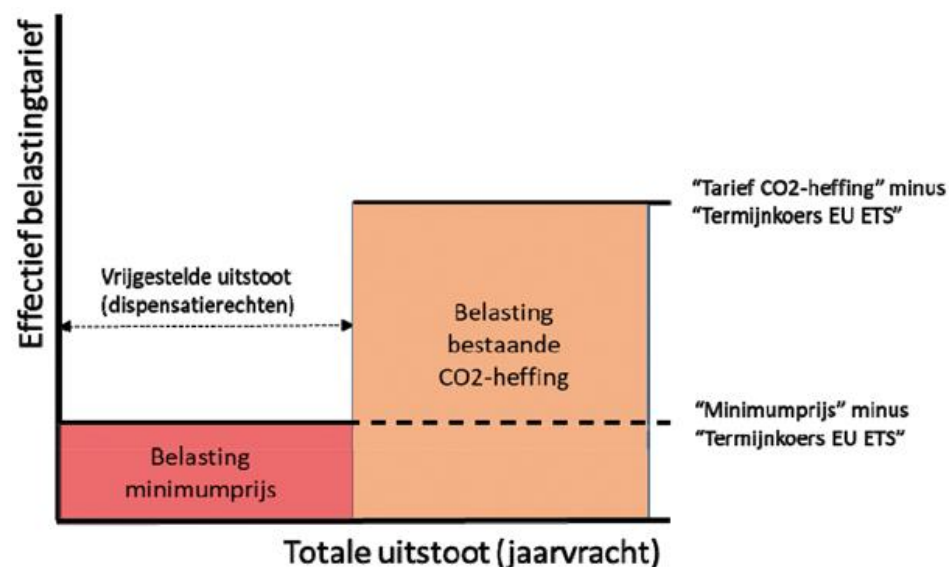 Effectief belastingtarief
"Tarief CO2-heffing" minus
"Termijnkoers EU ETS"
Vrijgestelde uitstoot
(dispensatierechten)
Belasting
bestaande
CO2-heffing
"Minimumprijs" minus
"Termijnkoers EU ETS"
Belasting
minimumprijs
Totale uitstoot (jaarvracht)